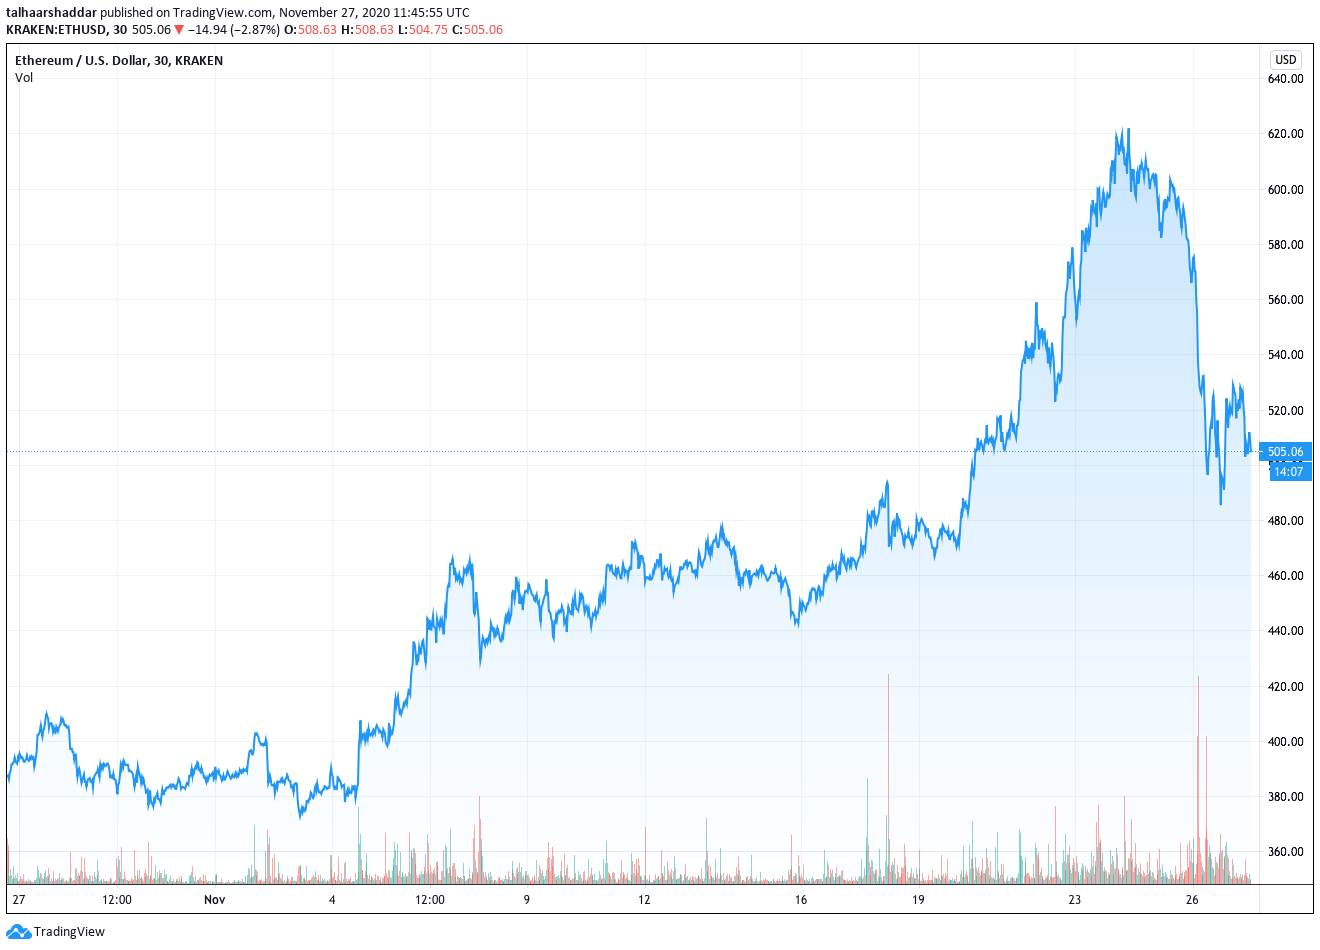 talhaarshaddar published on TradingView.com, November 27, 2020 11:45:55 UTC
KRAKEN:ETHUSD, 30 505.06 ▼ −14.94 (−2.87%) O:508.63 H:508.63 L:504.75 C:505.06
Ethereum / U.S. Dollar, 30, KRAKEN
USD
Vol
640.00
620.00
600.00
580.00
560.00
540.00
520.00
505.06
14:07
480.00
460.00
440.00
420.00
400.00
380.00
360.00
27 12:00 Nov 4 12:00 9 12 16 19 23 26
TradingView